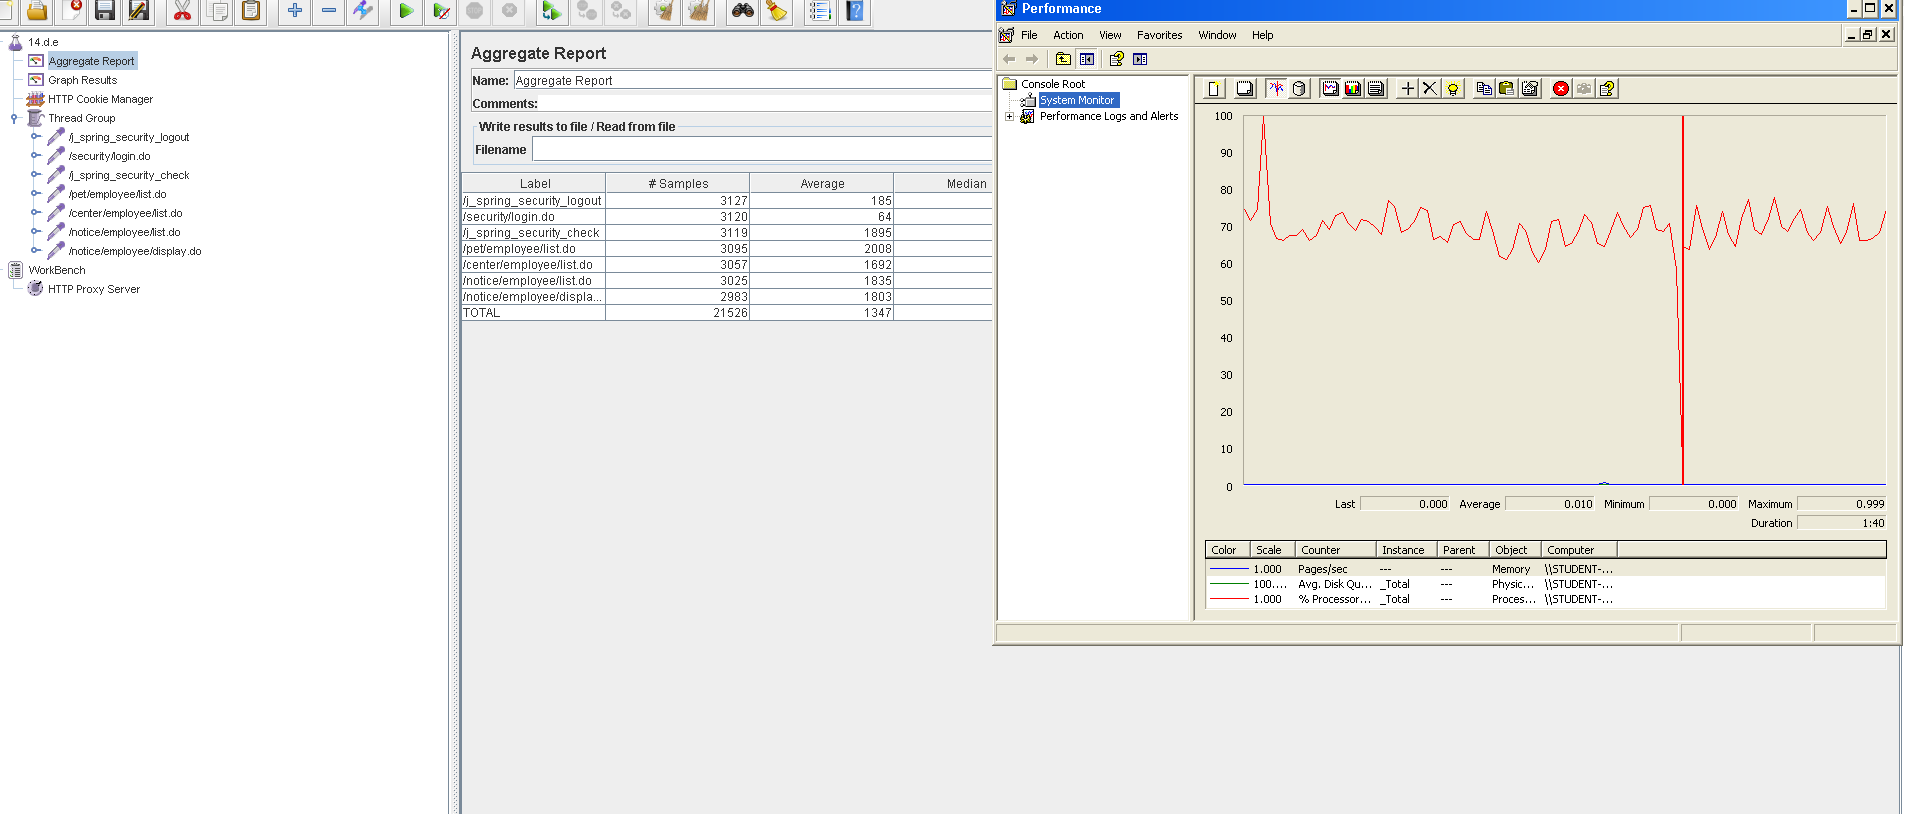 14.d.e
Aggregate Report
Graph Results
HTTP Cookie Manager
Thread Group
/j_spring_security_logout
/security/login.do
/j_spring_security_check
/pet/employee/list.do
/center/employee/list.do
/notice/employee/list.do
/notice/employee/display.do
WorkBench
HTTP Proxy Server
Aggregate Report
Name: Aggregate Report
Comments:
Write results to file / Read from file
Filename
Label # Samples Average Median
/j_spring_security_logout 3127 185
/security/login.do 3120 64
/j_spring_security_check 3119 1895
/pet/employee/list.do 3095 2008
/center/employee/list.do 3057 1692
/notice/employee/list.do 3025 1835
/notice/employee/displa... 2983 1803
TOTAL 21526 1347
Performance
File Action View Favorites Window Help
Console Root
System Monitor
Performance Logs and Alerts
100
90
80
70
60
50
40
30
20
10
0
Last 0.000 Average 0.010 Minimum 0.000 Maximum 0.999
Duration 1:40
Color Scale Counter Instance Parent Object Computer
1.000 Pages/sec --- --- Memory \\STUDENT-...
100.... Avg. Disk Qu... _Total --- Physic... \\STUDENT-...
1.000 % Processor... _Total --- Proces... \\STUDENT-...